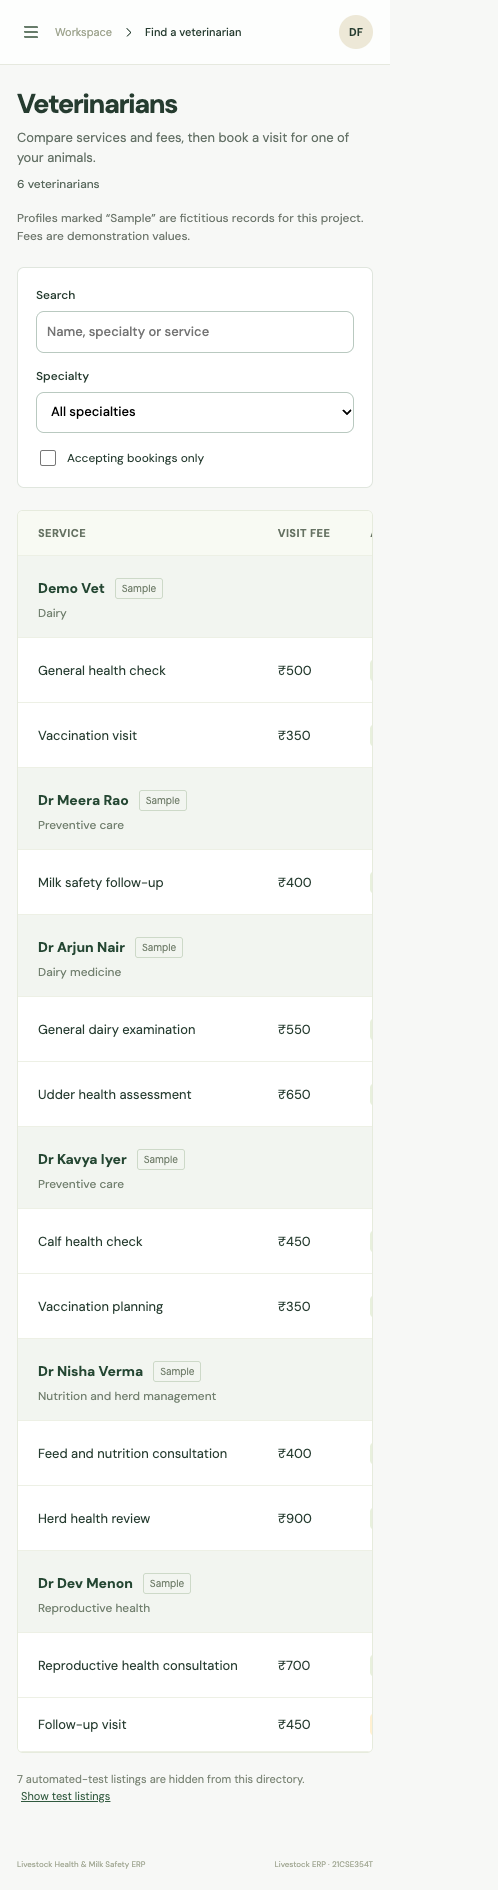 Workspace > Find a veterinarian DF
Veterinarians
Compare services and fees, then book a visit for one of
your animals.
6 veterinarians
Profiles marked “Sample” are fictitious records for this project.
Fees are demonstration values.
Search
Name, specialty or service
Specialty
All specialties
Accepting bookings only
SERVICE VISIT FEE
Demo Vet Sample
Dairy
General health check ₹500
Vaccination visit ₹350
Dr Meera Rao Sample
Preventive care
Milk safety follow-up ₹400
Dr Arjun Nair Sample
Dairy medicine
General dairy examination ₹550
Udder health assessment ₹650
Dr Kavya Iyer Sample
Preventive care
Calf health check ₹450
Vaccination planning ₹350
Dr Nisha Verma Sample
Nutrition and herd management
Feed and nutrition consultation ₹400
Herd health review ₹900
Dr Dev Menon Sample
Reproductive health
Reproductive health consultation ₹700
Follow-up visit ₹450
7 automated-test listings are hidden from this directory.
Show test listings
Livestock Health & Milk Safety ERP Livestock ERP · 21CSE354T